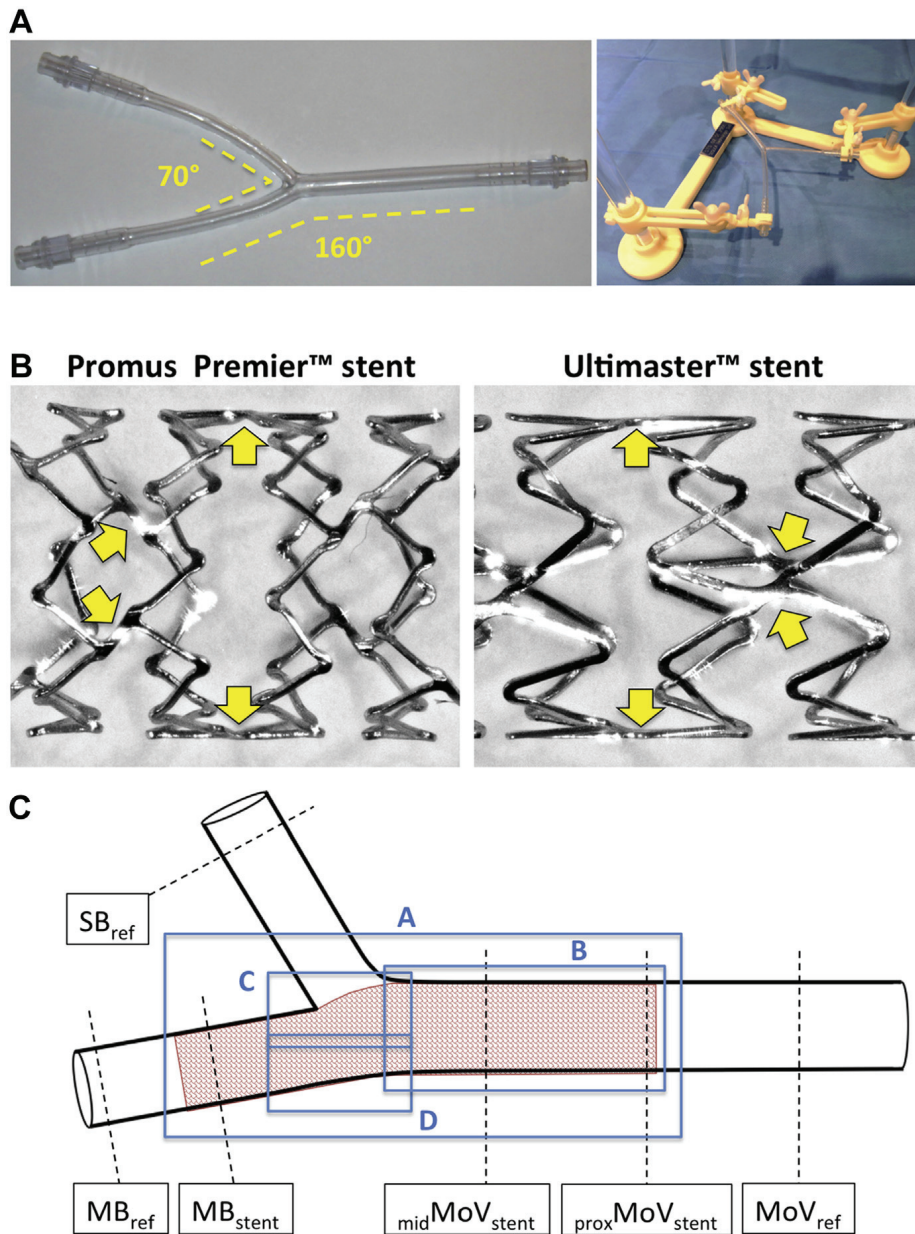 A
70°
160°
B
Promus Premier™ stent
Ultimaster™ stent
C
SBref
A
B
C
D
MBref
MBstent
midMoVstent
proxMoVstent
MoVref